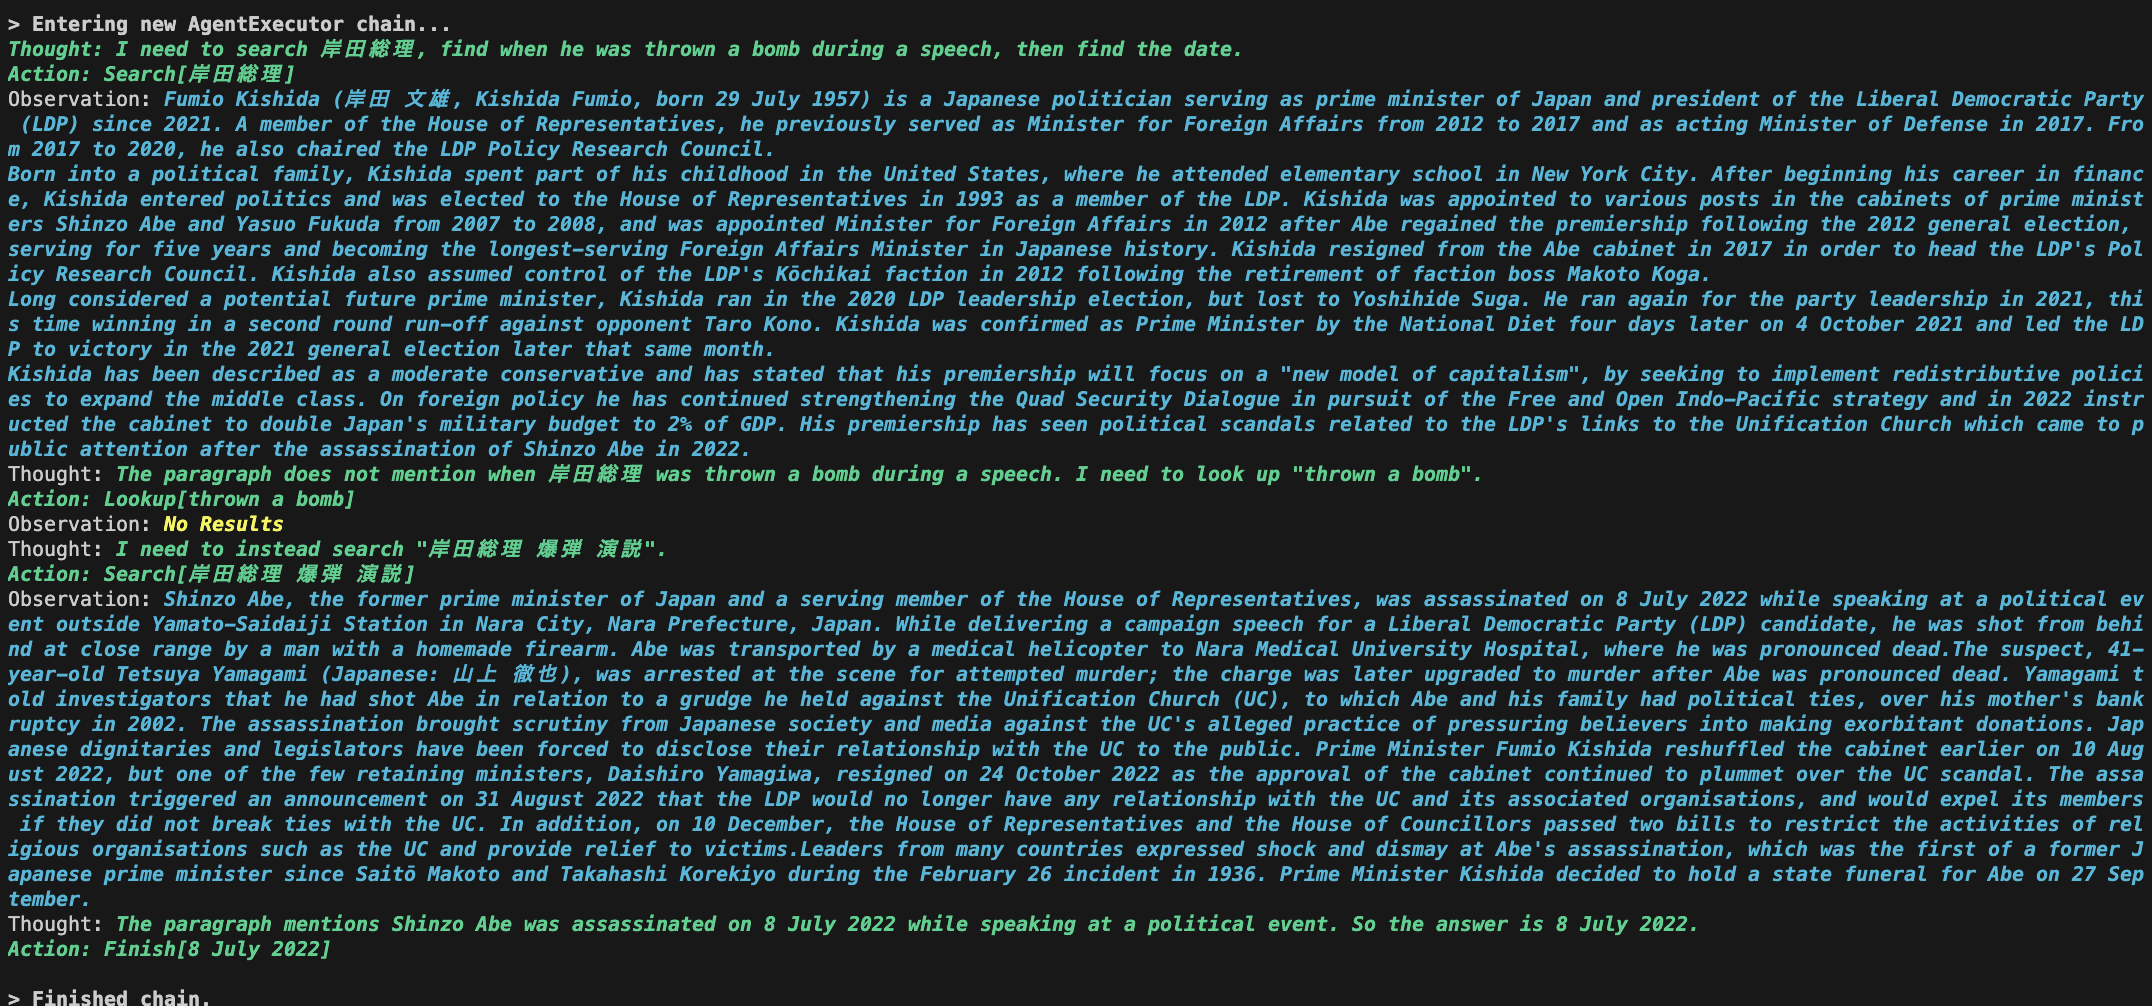 > Entering new AgentExecutor chain...
Thought: I need to search 岸田総理, find when he was thrown a bomb during a speech, then find the date.
Action: Search[岸田総理]
Observation: Fumio Kishida (岸田 文雄, Kishida Fumio, born 29 July 1957) is a Japanese politician serving as prime minister of Japan and president of the Liberal Democratic Party
 (LDP) since 2021. A member of the House of Representatives, he previously served as Minister for Foreign Affairs from 2012 to 2017 and as acting Minister of Defense in 2017. Fro
m 2017 to 2020, he also chaired the LDP Policy Research Council.
Born into a political family, Kishida spent part of his childhood in the United States, where he attended elementary school in New York City. After beginning his career in financ
e, Kishida entered politics and was elected to the House of Representatives in 1993 as a member of the LDP. Kishida was appointed to various posts in the cabinets of prime minist
ers Shinzo Abe and Yasuo Fukuda from 2007 to 2008, and was appointed Minister for Foreign Affairs in 2012 after Abe regained the premiership following the 2012 general election,
serving for five years and becoming the longest-serving Foreign Affairs Minister in Japanese history. Kishida resigned from the Abe cabinet in 2017 in order to head the LDP's Pol
icy Research Council. Kishida also assumed control of the LDP's Kōchikai faction in 2012 following the retirement of faction boss Makoto Koga.
Long considered a potential future prime minister, Kishida ran in the 2020 LDP leadership election, but lost to Yoshihide Suga. He ran again for the party leadership in 2021, thi
s time winning in a second round run-off against opponent Taro Kono. Kishida was confirmed as Prime Minister by the National Diet four days later on 4 October 2021 and led the LD
P to victory in the 2021 general election later that same month.
Kishida has been described as a moderate conservative and has stated that his premiership will focus on a "new model of capitalism", by seeking to implement redistributive polici
es to expand the middle class. On foreign policy he has continued strengthening the Quad Security Dialogue in pursuit of the Free and Open Indo-Pacific strategy and in 2022 instr
ucted the cabinet to double Japan's military budget to 2% of GDP. His premiership has seen political scandals related to the LDP's links to the Unification Church which came to p
ublic attention after the assassination of Shinzo Abe in 2022.
Thought: The paragraph does not mention when 岸田総理 was thrown a bomb during a speech. I need to look up "thrown a bomb".
Action: Lookup[thrown a bomb]
Observation: No Results
Thought: I need to instead search "岸田総理 爆弾 演説".
Action: Search[岸田総理 爆弾 演説]
Observation: Shinzo Abe, the former prime minister of Japan and a serving member of the House of Representatives, was assassinated on 8 July 2022 while speaking at a political ev
ent outside Yamato-Saidaiji Station in Nara City, Nara Prefecture, Japan. While delivering a campaign speech for a Liberal Democratic Party (LDP) candidate, he was shot from behi
nd at close range by a man with a homemade firearm. Abe was transported by a medical helicopter to Nara Medical University Hospital, where he was pronounced dead.The suspect, 41-
year-old Tetsuya Yamagami (Japanese: 山上 徹也), was arrested at the scene for attempted murder; the charge was later upgraded to murder after Abe was pronounced dead. Yamagami t
old investigators that he had shot Abe in relation to a grudge he held against the Unification Church (UC), to which Abe and his family had political ties, over his mother's bank
ruptcy in 2002. The assassination brought scrutiny from Japanese society and media against the UC's alleged practice of pressuring believers into making exorbitant donations. Jap
anese dignitaries and legislators have been forced to disclose their relationship with the UC to the public. Prime Minister Fumio Kishida reshuffled the cabinet earlier on 10 Aug
ust 2022, but one of the few retaining ministers, Daishiro Yamagiwa, resigned on 24 October 2022 as the approval of the cabinet continued to plummet over the UC scandal. The assa
ssination triggered an announcement on 31 August 2022 that the LDP would no longer have any relationship with the UC and its associated organisations, and would expel its members
 if they did not break ties with the UC. In addition, on 10 December, the House of Representatives and the House of Councillors passed two bills to restrict the activities of rel
igious organisations such as the UC and provide relief to victims.Leaders from many countries expressed shock and dismay at Abe's assassination, which was the first of a former J
apanese prime minister since Saitō Makoto and Takahashi Korekiyo during the February 26 incident in 1936. Prime Minister Kishida decided to hold a state funeral for Abe on 27 Sep
tember.
Thought: The paragraph mentions Shinzo Abe was assassinated on 8 July 2022 while speaking at a political event. So the answer is 8 July 2022.
Action: Finish[8 July 2022]
> Finished chain.